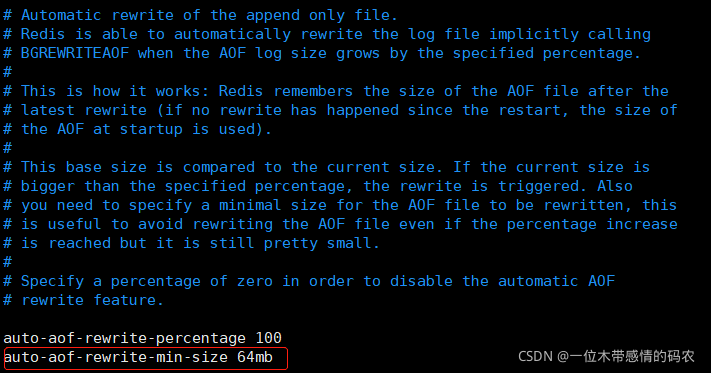 # Automatic rewrite of the append only file.
# Redis is able to automatically rewrite the log file implicitly calling
# BGREWRITEAOF when the AOF log size grows by the specified percentage.
#
# This is how it works: Redis remembers the size of the AOF file after the
# latest rewrite (if no rewrite has happened since the restart, the size of
# the AOF at startup is used).
#
# This base size is compared to the current size. If the current size is
# bigger than the specified percentage, the rewrite is triggered. Also
# you need to specify a minimal size for the AOF file to be rewritten, this
# is useful to avoid rewriting the AOF file even if the percentage increase
# is reached but it is still pretty small.
#
# Specify a percentage of zero in order to disable the automatic AOF
# rewrite feature.
auto-aof-rewrite-percentage 100
auto-aof-rewrite-min-size 64mb
CSDN @一位木带感情的码农